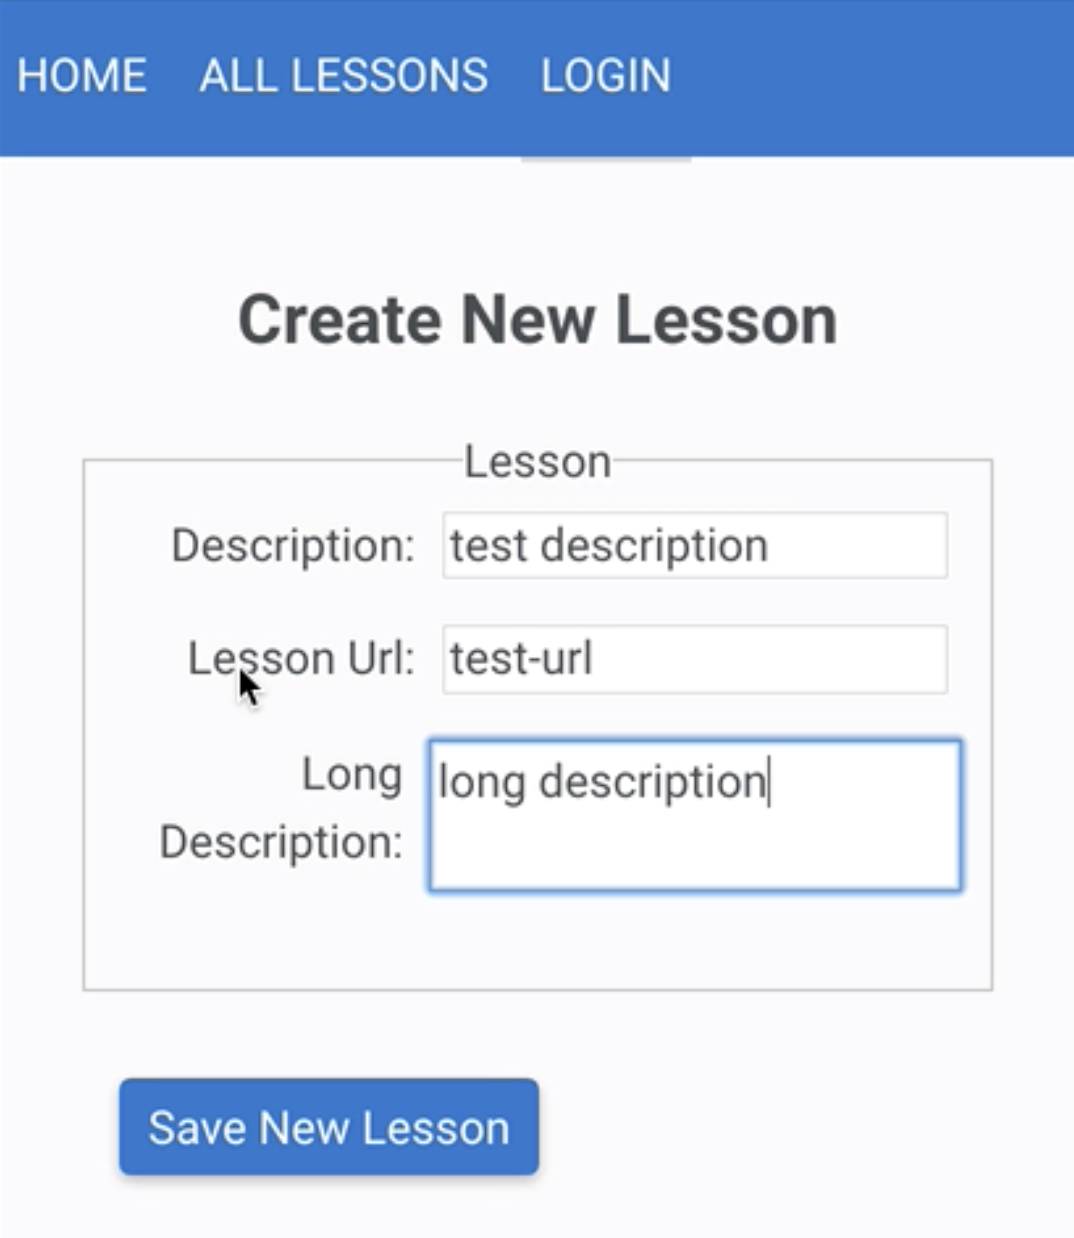 HOME ALL LESSONS LOGIN
Create New Lesson
Lesson
Description: test description
Lesson Url: test-url
Long long description
Description:
Save New Lesson